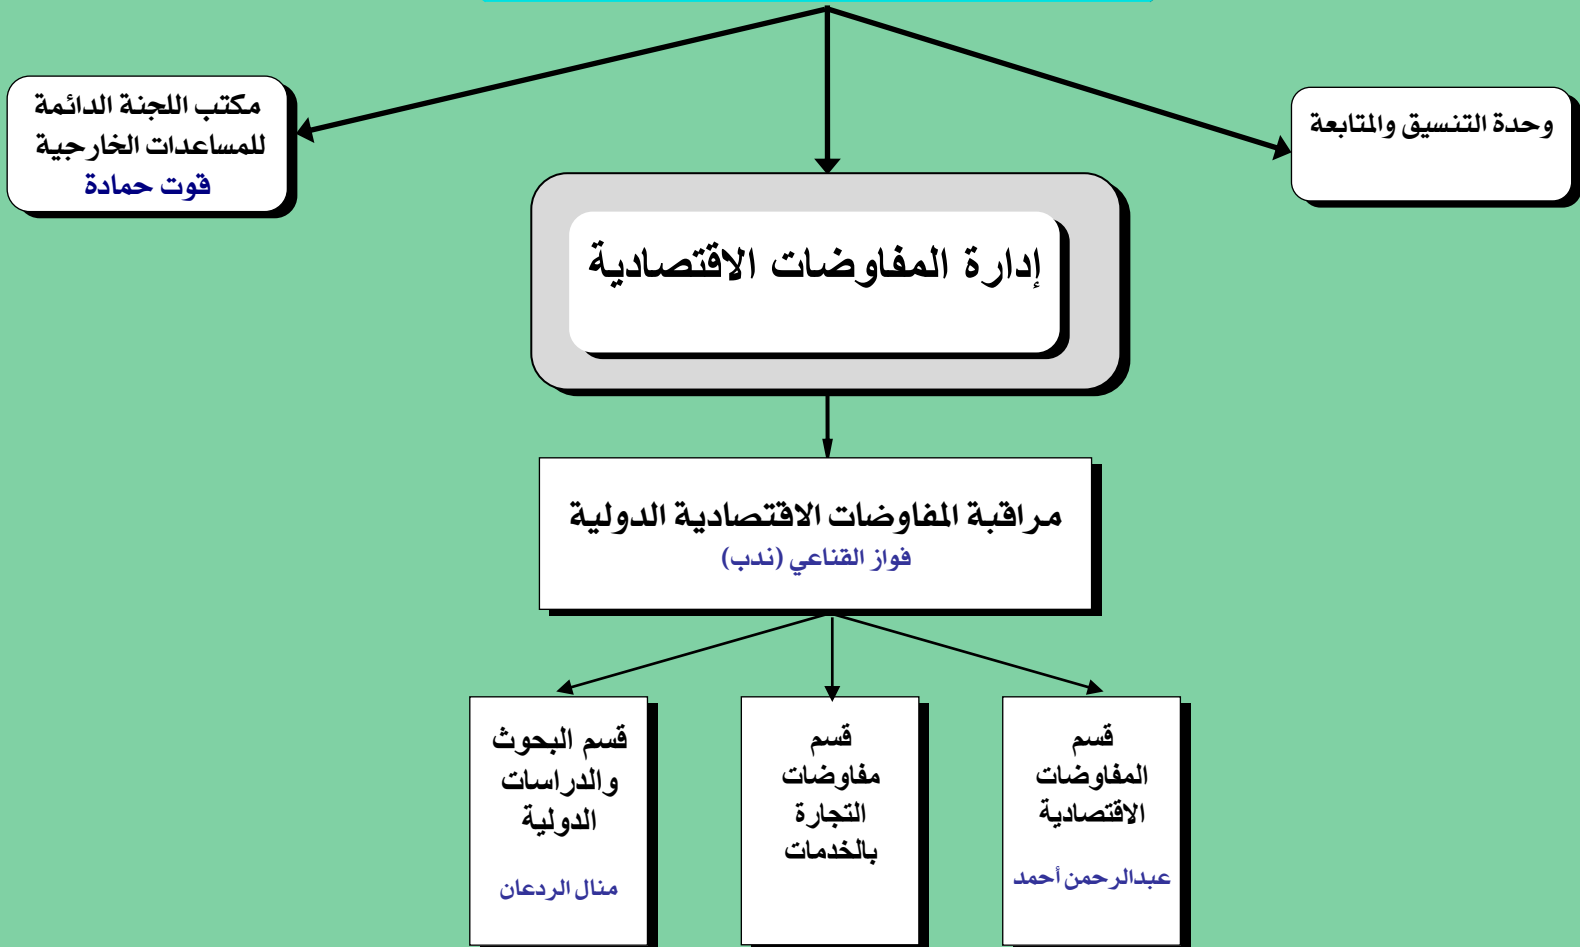 وحدة التنسيق والمتابعة
مكتب اللجنة الدائمة
للمساعدات الخارجية
قوت حمادة
إدارة المفاوضات الاقتصادية
مراقبة المفاوضات الاقتصادية الدولية
فواز القناعي (ندب)
قسم
المفاوضات
الاقتصادية
عبدالرحمن أحمد
قسم
مفاوضات
التجارة
بالخدمات
قسم البحوث
والدراسات
الدولية
منال الردعان